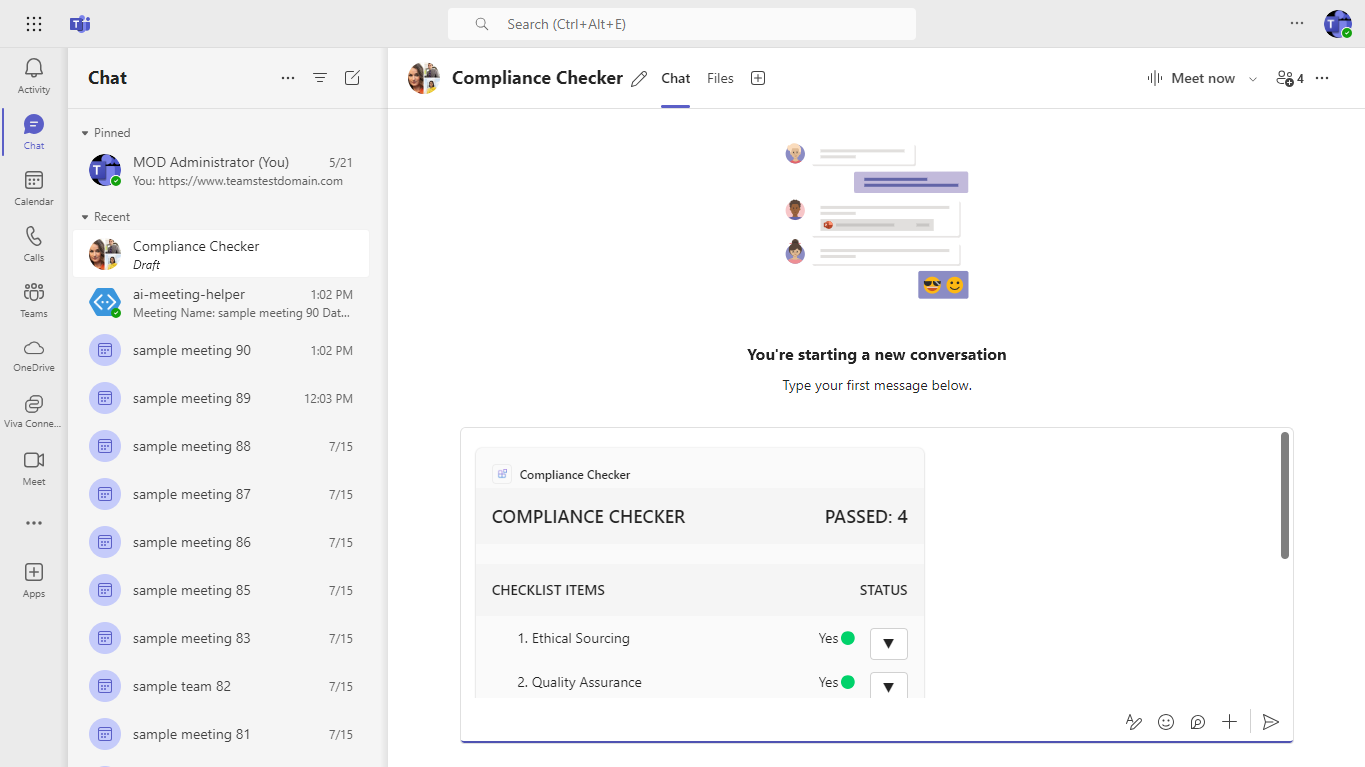 Search (Ctrl+Alt+E)
Activity
Chat
Calendar
Calls
Teams
OneDrive
Viva Conne...
Meet
Apps
Chat
Pinned
MOD Administrator (You) 5/21
You: https://www.teamstestdomain.com
Recent
Compliance Checker
Draft
ai-meeting-helper 1:02 PM
Meeting Name: sample meeting 90 Dat...
sample meeting 90 1:02 PM
sample meeting 89 12:03 PM
sample meeting 88 7/15
sample meeting 87 7/15
sample meeting 86 7/15
sample meeting 85 7/15
sample meeting 83 7/15
sample team 82 7/15
sample meeting 81 7/15
Compliance Checker Chat Files Meet now 4
You're starting a new conversation
Type your first message below.
Compliance Checker
COMPLIANCE CHECKER PASSED: 4
CHECKLIST ITEMS STATUS
1. Ethical Sourcing Yes
2. Quality Assurance Yes